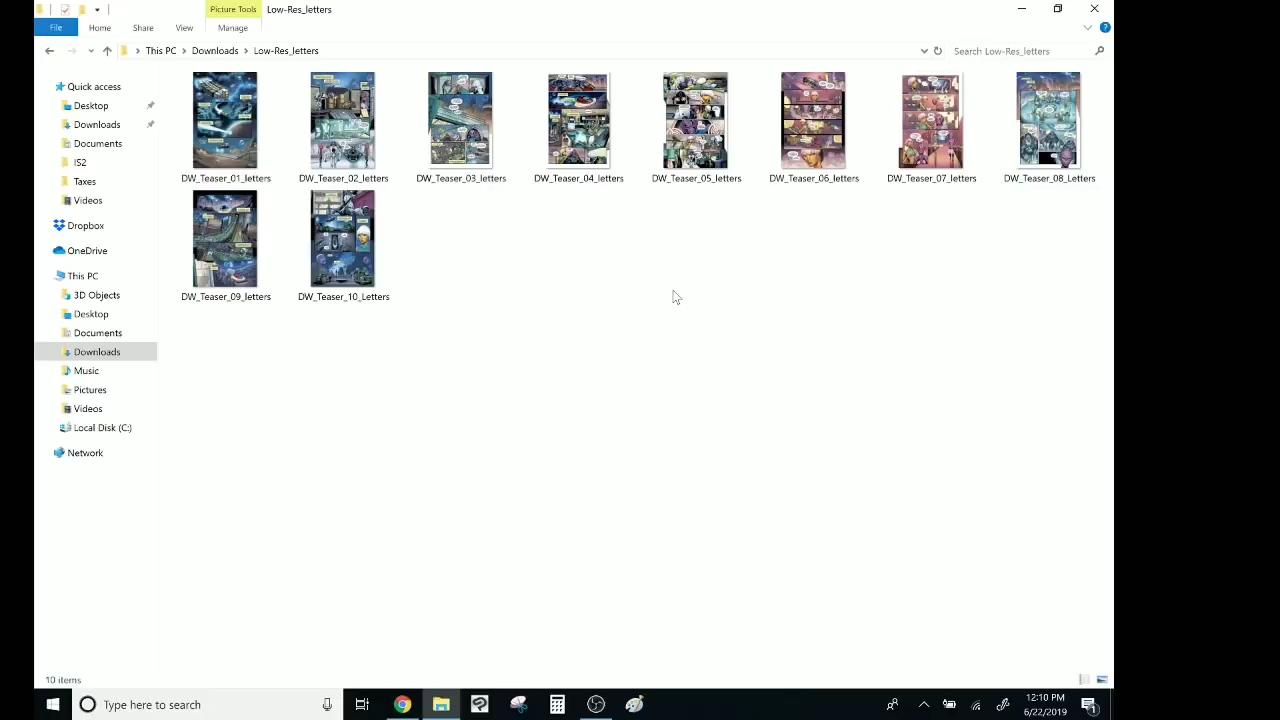 Picture Tools
Low-Res_letters
File
Home
Share
View
Manage
This PC
Downloads
Low-Res_letters
Search Low-Res_letters
Quick access
Desktop
Downloads
Documents
IS2
Taxes
Videos
Dropbox
OneDrive
This PC
3D Objects
Desktop
Documents
Downloads
Music
Pictures
Videos
Local Disk (C:)
Network
DW_Teaser_01_letters
DW_Teaser_02_letters
DW_Teaser_03_letters
DW_Teaser_04_letters
DW_Teaser_05_letters
DW_Teaser_06_letters
DW_Teaser_07_letters
DW_Teaser_08_Letters
DW_Teaser_09_letters
DW_Teaser_10_Letters
10 items
Type here to search
12:10 PM
6/22/2019
1